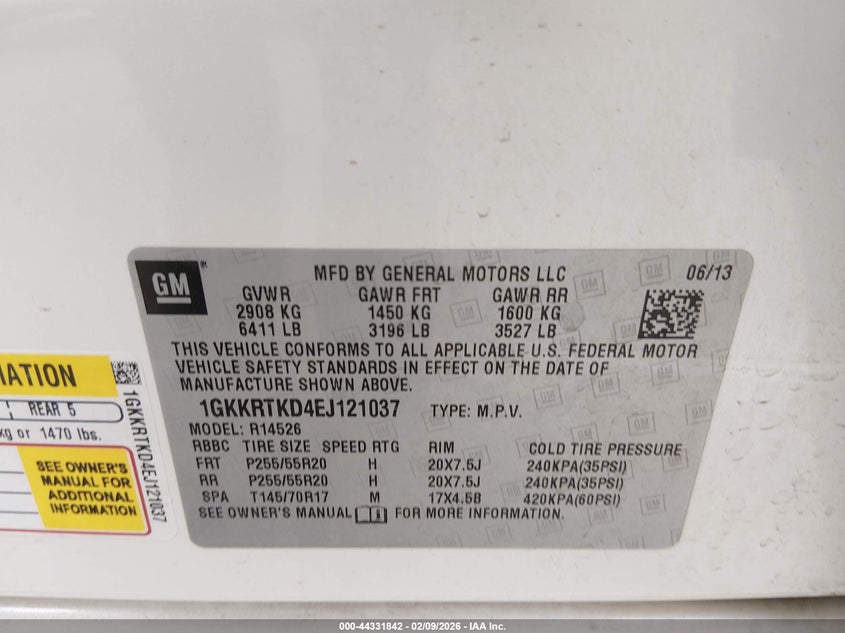 GM
MFD BY GENERAL MOTORS LLC 06/13
GVWR GAWR FRT GAWR RR
2908 KG 1450 KG 1600 KG
6411 LB 3196 LB 3527 LB
THIS VEHICLE CONFORMS TO ALL APPLICABLE U.S. FEDERAL MOTOR
VEHICLE SAFETY STANDARDS IN EFFECT ON THE DATE OF
MANUFACTURE SHOWN ABOVE.
1GKKRTKD4EJ121037 TYPE: M.P.V.
MODEL: R14526
RBBC TIRE SIZE SPEED RTG RIM COLD TIRE PRESSURE
FRT P255/55R20 H 20X7.5J 240KPA(35PSI)
RR P255/55R20 H 20X7.5J 240KPA(35PSI)
SPA T145/70R17 M 17X4.5B 420KPA(60PSI)
SEE OWNER'S MANUAL FOR MORE INFORMATION.
MATION
REAR 5
kg or 1470 lbs.
SEE OWNER'S
MANUAL FOR
ADDITIONAL
INFORMATION
1GKKRTKD4EJ121037
000-44331842 - 02/09/2026 - IAA Inc.